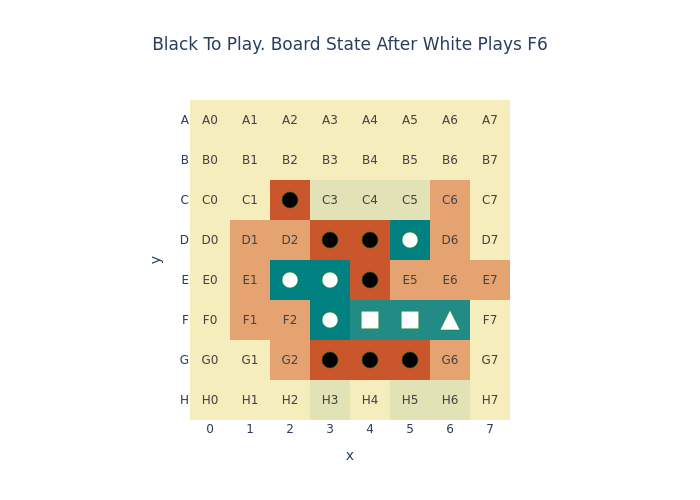 Black To Play. Board State After White Plays F6
A A0 A1 A2 A3 A4 A5 A6 A7
B B0 B1 B2 B3 B4 B5 B6 B7
C C0 C1 C3 C4 C5 C6 C7
D D0 D1 D2 D6 D7
y
E E0 E1 E5 E6 E7
F F0 F1 F2 F7
G G0 G1 G2 G6 G7
H H0 H1 H2 H3 H4 H5 H6 H7
0 1 2 3 4 5 6 7
x